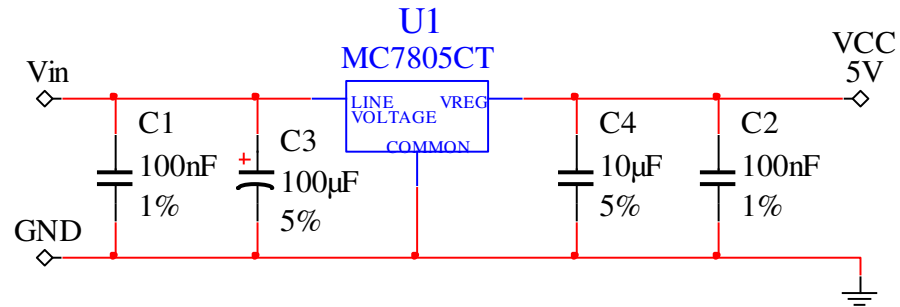 U1
MC7805CT
VCC
5V
Vin
LINE VREG
VOLTAGE
COMMON
C1
100nF
1%
C3
+
100µF
5%
C4
10µF
5%
C2
100nF
1%
GND